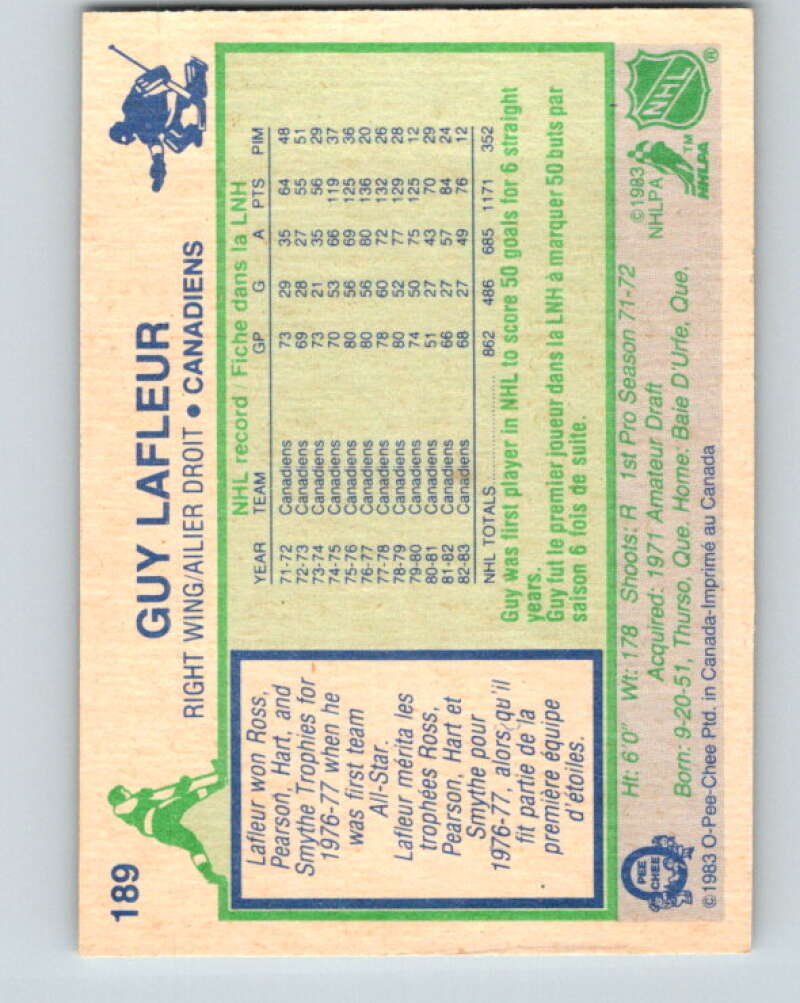 189
GUY LAFLEUR
RIGHT WING/AILIER DROIT • CANADIENS
Lafleur won Ross,
Pearson, Hart, and
Smythe Trophies for
1976-77 when he
was first team
All-Star.
Lafleur mérita les
trophées Ross,
Pearson, Hart et
Smythe pour
1976-77, alors qu'il
fit partie de la
première équipe
d'étoiles.
NHL record / Fiche dans la LNH
YEAR TEAM GP G A PTS PIM
71-72 Canadiens 73 29 35 64 48
72-73 Canadiens 69 28 27 55 51
73-74 Canadiens 73 21 35 56 29
74-75 Canadiens 70 53 66 119 37
75-76 Canadiens 80 56 69 125 36
76-77 Canadiens 80 56 80 136 20
77-78 Canadiens 78 60 72 132 26
78-79 Canadiens 80 52 77 129 28
79-80 Canadiens 74 50 75 125 12
80-81 Canadiens 51 27 43 70 29
81-82 Canadiens 66 27 57 84 24
82-83 Canadiens 68 27 49 76 12
NHL TOTALS 862 486 685 1171 352
Guy was first player in NHL to score 50 goals for 6 straight
years.
Guy fut le premier joueur dans la LNH à marquer 50 buts par
saison 6 fois de suite.
Ht: 6'0" Wt: 178 Shoots: R 1st Pro Season 71-72
Acquired: 1971 Amateur Draft
Born: 9-20-51, Thurso, Que. Home: Baie D'Urfe, Que.
O PEE CHEE
©1983 O-Pee-Chee Ptd. in Canada-Imprimé au Canada
©1983
NHLPA
NHL ®
NHLPA TM